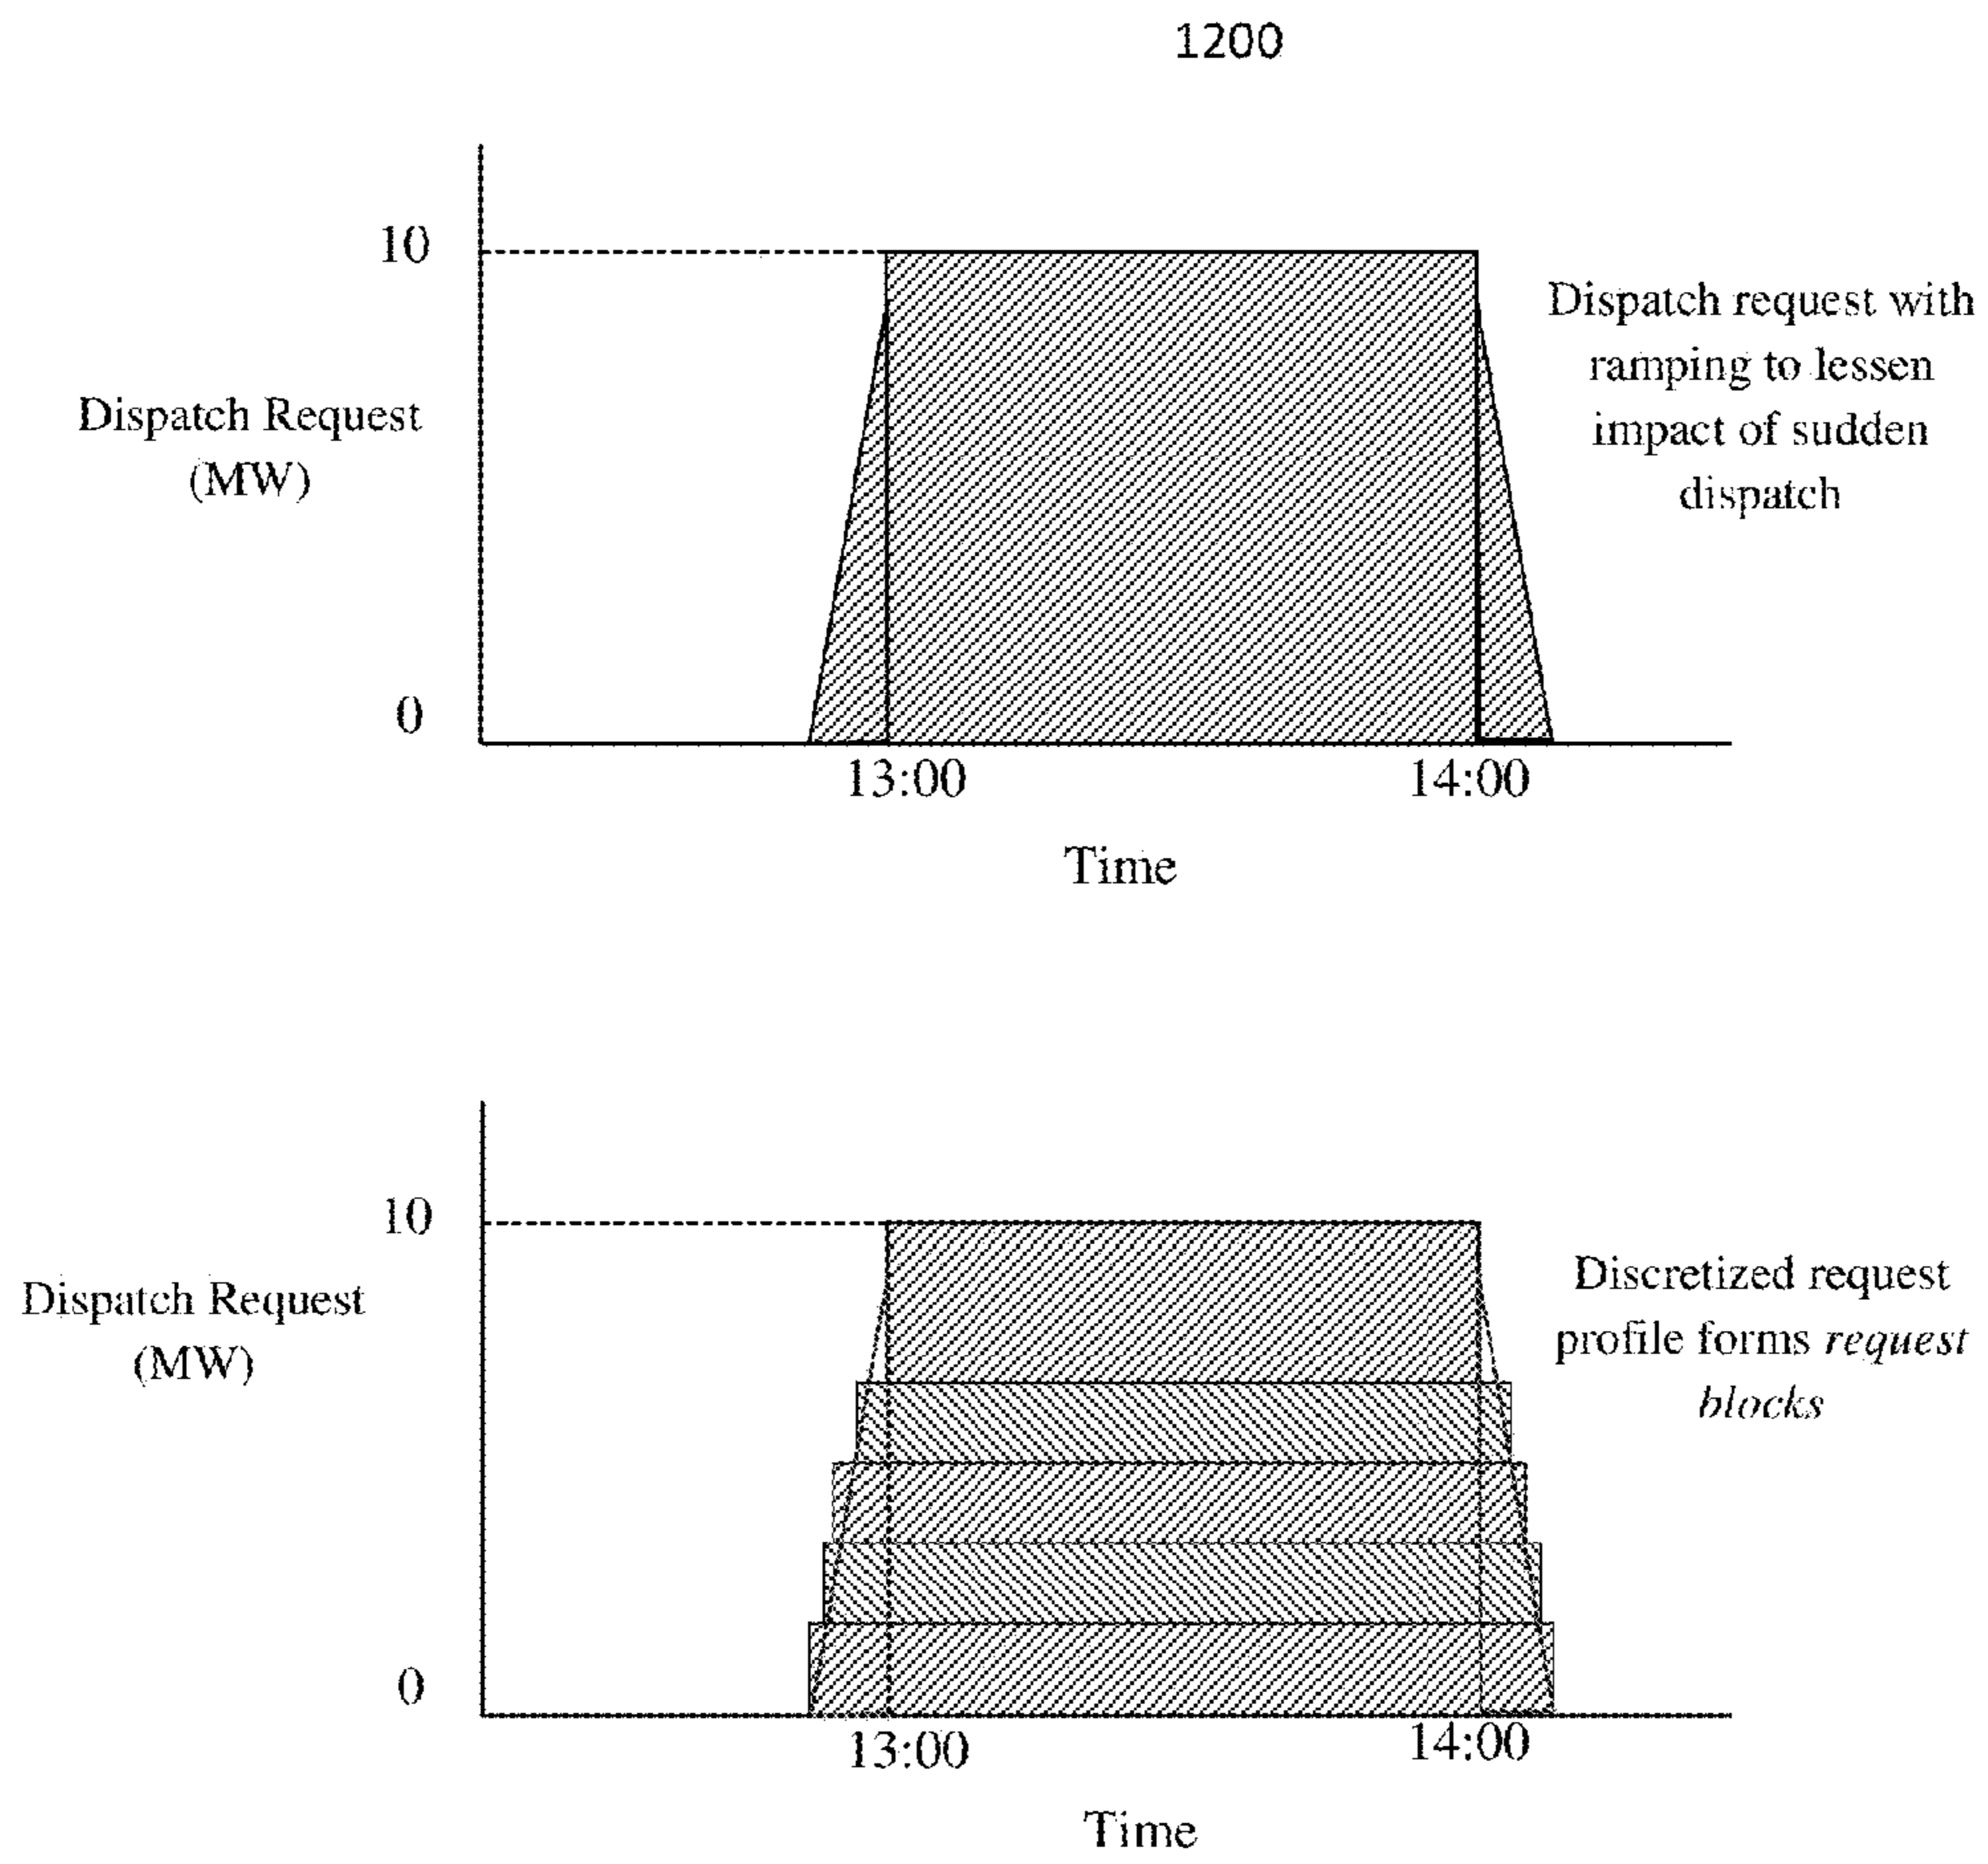 1200
10
Dispatch Request
(MW)
0
Dispatch request with
ramping to lessen
impact of sudden
dispatch
13:00
14:00
Time
10
Dispatch Request
(MW)
0
Discretized request
profile forms request
blocks
13:00
14:00
Time